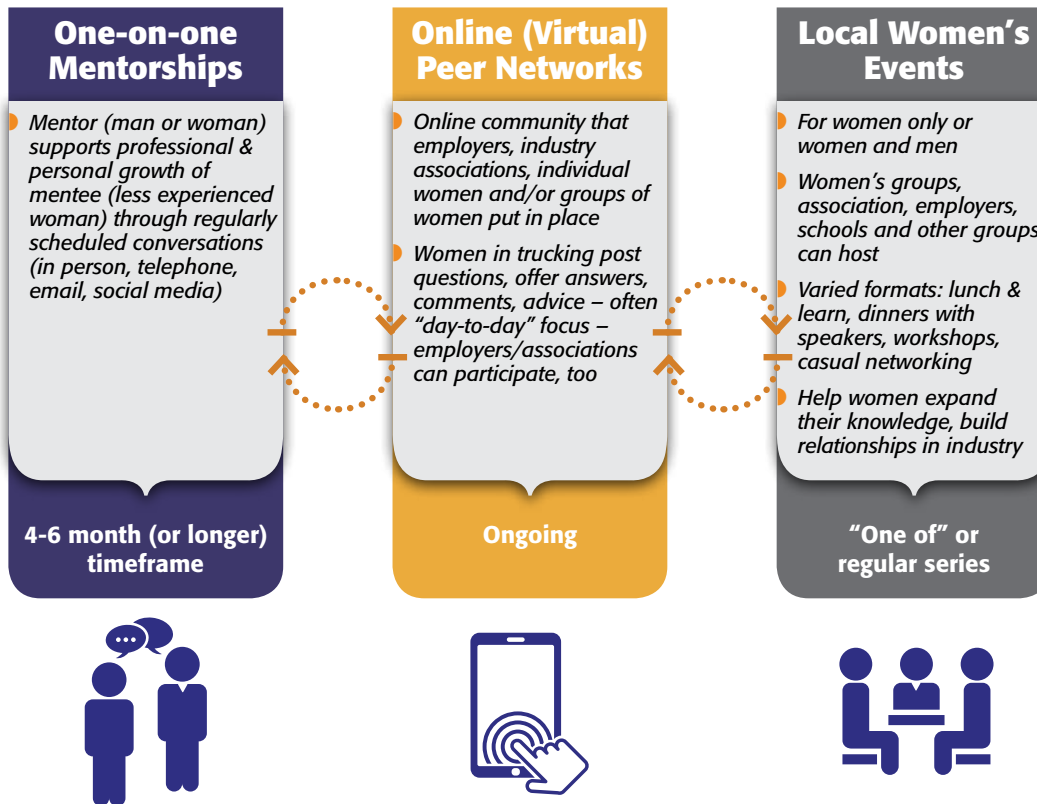 One-on-one
Mentorships
Mentor (man or woman)
supports professional &
personal growth of
mentee (less experienced
woman) through regularly
scheduled conversations
(in person, telephone,
email, social media)
4-6 month (or longer)
timeframe
Online (Virtual)
Peer Networks
Online community that
employers, industry
associations, individual
women and/or groups of
women put in place
Women in trucking post
questions, offer answers,
comments, advice – often
“day-to-day” focus –
employers/associations
can participate, too
Ongoing
Local Women’s
Events
For women only or
women and men
Women’s groups,
association, employers,
schools and other groups
can host
Varied formats: lunch &
learn, dinners with
speakers, workshops,
casual networking
Help women expand
their knowledge, build
relationships in industry
“One of” or
regular series